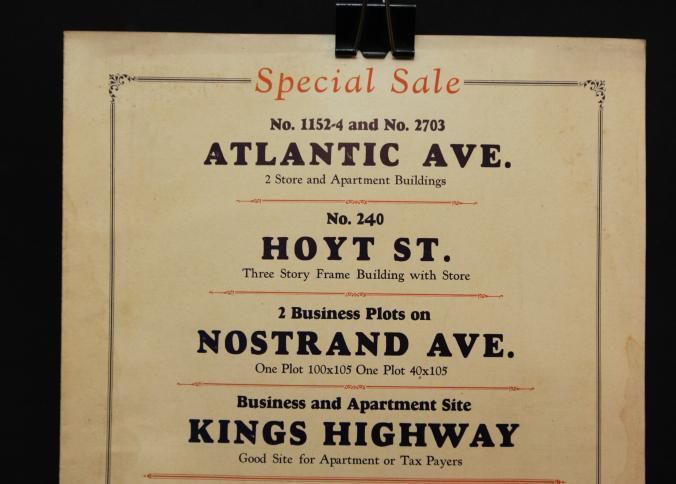 Special Sale
No. 1152-4 and No. 2703
ATLANTIC AVE.
2 Store and Apartment Buildings
No. 240
HOYT ST.
Three Story Frame Building with Store
2 Business Plots on
NOSTRAND AVE.
One Plot 100x105 One Plot 40x105
Business and Apartment Site
KINGS HIGHWAY
Good Site for Apartment or Tax Payers